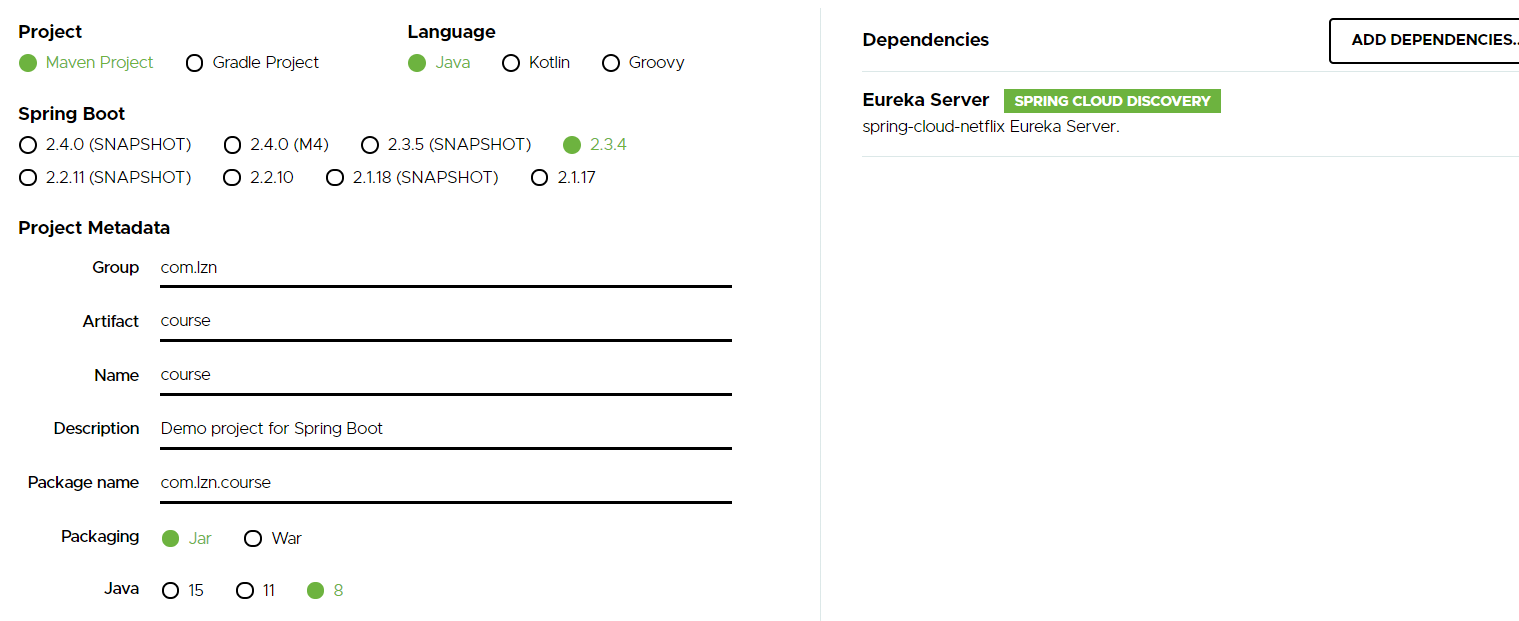 Project
Maven Project Gradle Project
Language
Java Kotlin Groovy
Spring Boot
2.4.0 (SNAPSHOT) 2.4.0 (M4) 2.3.5 (SNAPSHOT) 2.3.4
2.2.11 (SNAPSHOT) 2.2.10 2.1.18 (SNAPSHOT) 2.1.17
Project Metadata
Group com.lzn
Artifact course
Name course
Description Demo project for Spring Boot
Package name com.lzn.course
Packaging Jar War
Java 15 11 8
Dependencies
ADD DEPENDENCIES..
Eureka Server SPRING CLOUD DISCOVERY
spring-cloud-netflix Eureka Server.